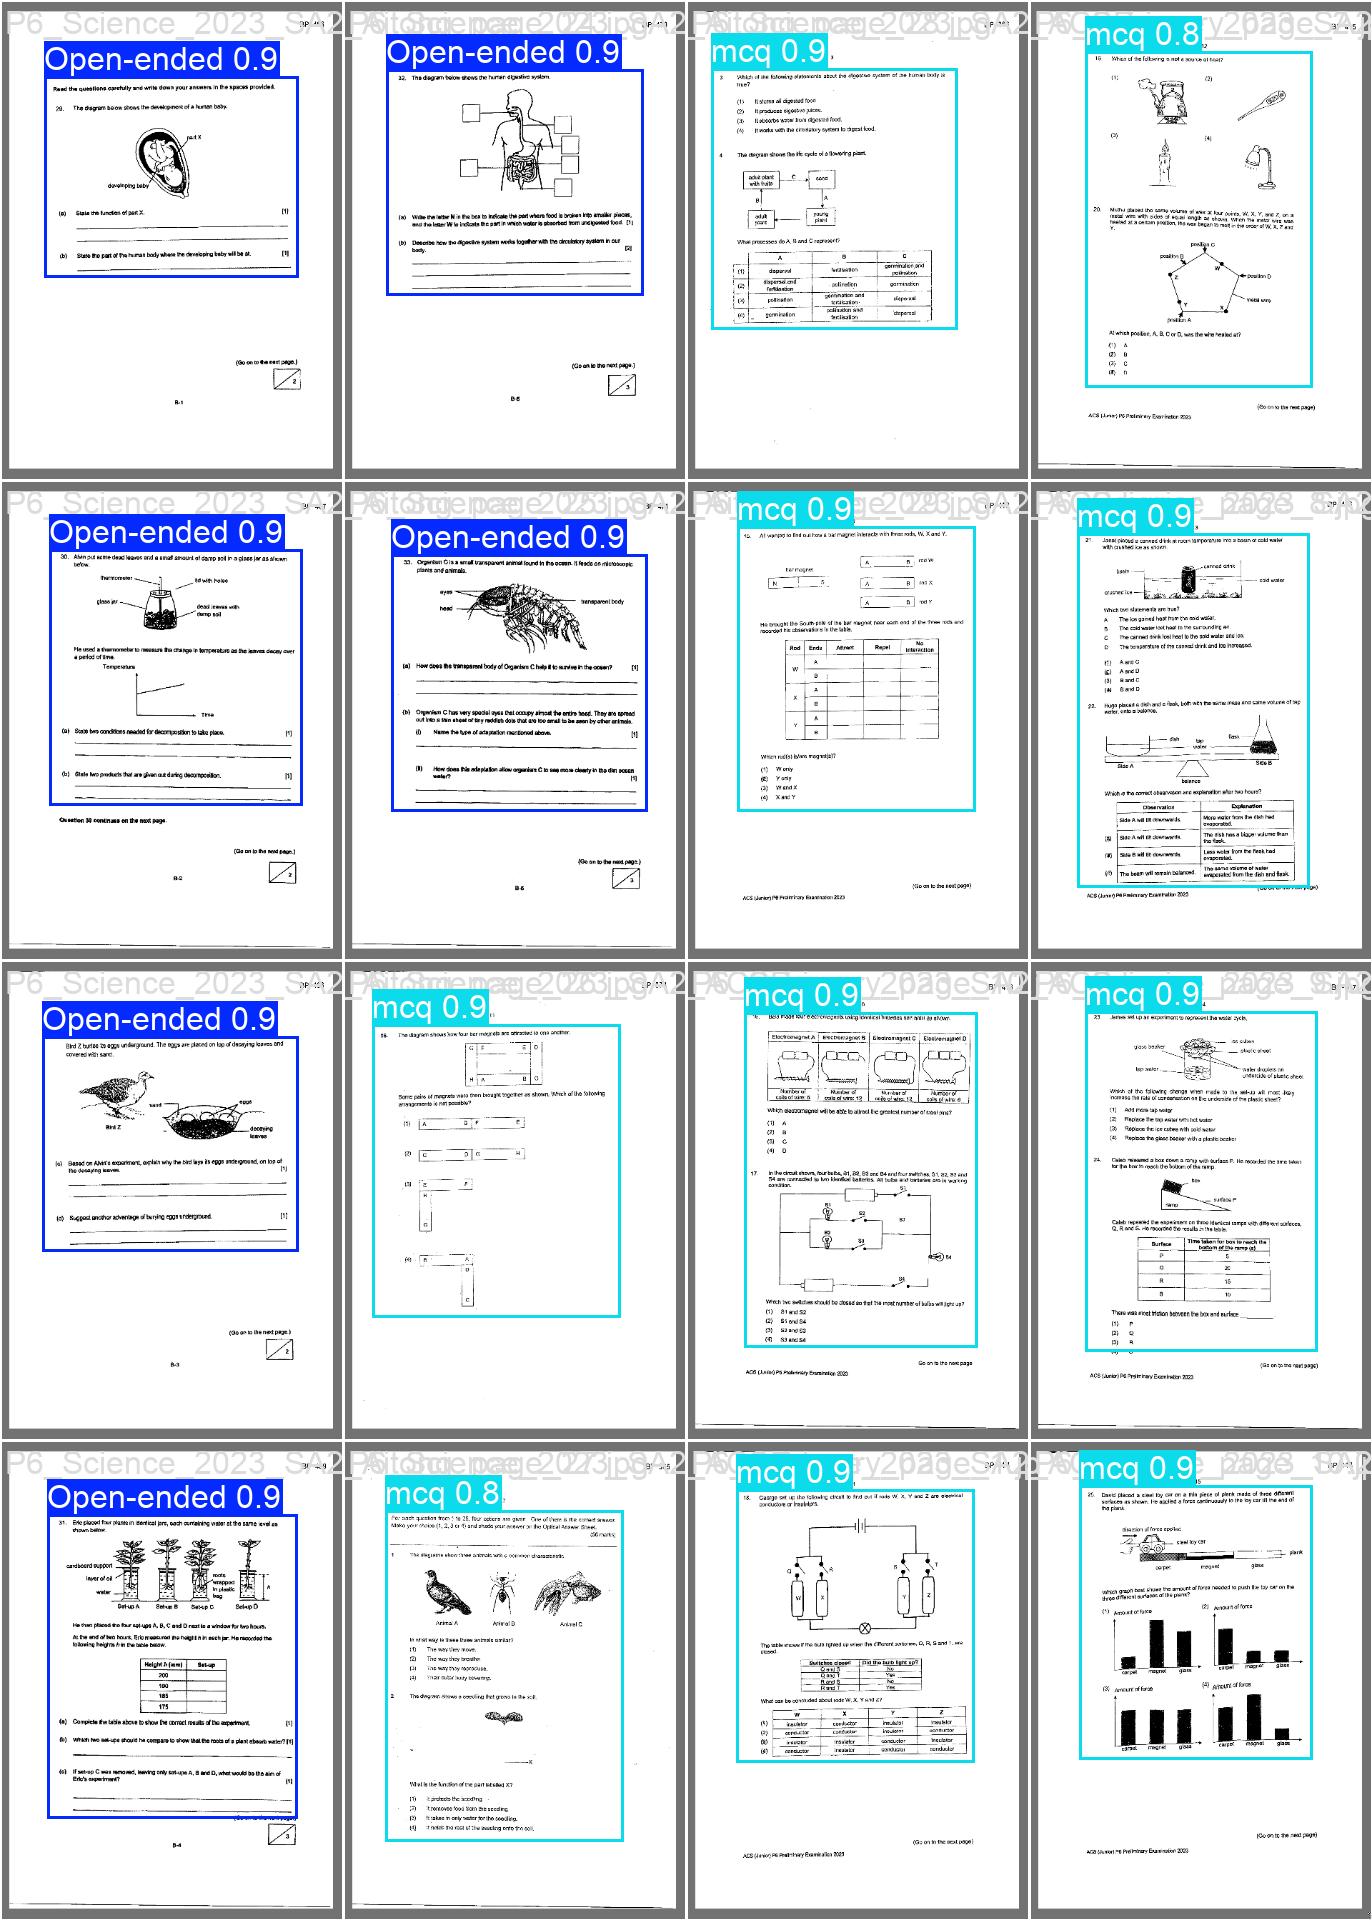 Open-ended 0.9
Read the questions carefully and write down your answers in the spaces provided.
29. The diagram below shows the development of a human baby.
part X
developing baby
(a) State the function of part X. [1]
(b) State the part of the human body where the developing baby will be at. [1]
(Go on to the next page.)
2
B-1
Open-ended 0.9
32. The diagram below shows the human digestive system.
(a) Write the letter N in the box to indicate the part where food is broken into smaller pieces,
and the letter W to indicate the part in which water is absorbed from undigested food. [1]
(b) Describe how the digestive system works together with the circulatory system in our
body. [2]
(Go on to the next page.)
3
mcq 0.9
3 Which of the following statements about the digestive system of the human body is
true?
(1) It stores all digested food
(2) It produces digestive juices.
(3) It absorbs water from digested food.
(4) It works with the circulatory system to digest food.
4 The diagram shows the life cycle of a flowering plant.
adult plant with fruits C seed
B A
adult plant young plant
What processes do A, B and C represent?
A B C
(1) dispersal fertilisation germination and pollination
(2) dispersal and fertilisation pollination germination
(3) pollination germination and fertilisation dispersal
(4) germination pollination and fertilisation dispersal
mcq 0.8
19. Which of the following is not a source of heat?
(1) (2)
(3) (4)
20. Muthu placed the same volume of wax at four points, W, X, Y, and Z, on a
metal wire with sides of equal length as shown. When the metal wire was
heated at a certain position, the wax began to melt in the order of W, X, Z and
Y.
position C
position B
W
Z
position D
metal wire
Y X
position A
At which position, A, B, C or D, was the wire heated at?
(1) A
(2) B
(3) C
(4) D
(Go on to the next page)
ACS (Junior) P6 Preliminary Examination 2023
Open-ended 0.9
30. Alvin put some dead leaves and a small amount of damp soil in a glass jar as shown
below.
thermometer
lid with holes
glass jar
dead leaves with
damp soil
He used a thermometer to measure the change in temperature as the leaves decay over
a period of time.
Temperature
Time
(a) State two conditions needed for decomposition to take place. [1]
(b) State two products that are given out during decomposition. [1]
Question 30 continues on the next page.
(Go on to the next page.)
2
B-2
Open-ended 0.9
33. Organism C is a small transparent animal found in the ocean. It feeds on microscopic
plants and animals.
eyes
head
transparent body
(a) How does the transparent body of Organism C help it to survive in the ocean? [1]
(b) Organism C has very special eyes that occupy almost the entire head. They are spread
out into a thin sheet of tiny reddish dots that are too small to be seen by other animals.
(i) Name the type of adaptation mentioned above. [1]
(ii) How does this adaptation allow organism C to see more clearly in the dim ocean
water? [1]
(Go on to the next page.)
3
mcq 0.9
15. Ali wanted to find out how a bar magnet interacts with three rods, W, X and Y.
bar magnet
N S
A B rod W
A B rod X
A B rod Y
He brought the South-pole of the bar magnet near each end of the three rods and
recorded his observations in the table.
Rod Ends Attract Repel No Interaction
W A
B
X A
B
Y A
B
Which rod(s) is/are magnet(s)?
(1) W only
(2) Y only
(3) W and X
(4) X and Y
(Go on to the next page)
ACS (Junior) P6 Preliminary Examination 2023
mcq 0.9
21. Jonal placed a canned drink at room temperature into a basin of cold water
with crushed ice as shown.
basin
canned drink
cold water
crushed ice
Which two statements are true?
A The ice gained heat from the cold water.
B The cold water lost heat to the surrounding air.
C The canned drink lost heat to the cold water and ice.
D The temperature of the canned drink and ice increased.
(1) A and C
(2) A and D
(3) B and C
(4) B and D
22. Hugo placed a dish and a flask, both with the same mass and same volume of tap
water, onto a balance.
dish tap water flask
Side A Side B
balance
Which is the correct observation and explanation after two hours?
Observation Explanation
Side A will tilt downwards. More water from the dish had evaporated.
Side A will tilt downwards. The dish has a bigger volume than the flask.
Side B will tilt downwards. Less water from the flask had evaporated.
(4) The beam will remain balanced. The same volume of water evaporated from the dish and flask.
ACS (Junior) P6 Preliminary Examination 2023
Open-ended 0.9
Bird Z buries its eggs underground. The eggs are placed on top of decaying leaves and
covered with sand.
sand
eggs
Bird Z
decaying
leaves
(c) Based on Alvin's experiment, explain why the bird lays its eggs underground, on top of
the decaying leaves. [1]
(d) Suggest another advantage of burying eggs underground. [1]
(Go on to the next page.)
2
B-3
mcq 0.9
The diagram shows how four bar magnets are attracted to one another.
G F E D
H A B C
Some pairs of magnets were then brought together as shown. Which of the following
arrangements is not possible?
(1) A B F E
(2) C D G H
(3) E F
H
G
(4) B A
D
C
mcq 0.9
16. Bala made four electromagnets using identical batteries and nails as shown.
Electromagnet A Electromagnet B Electromagnet C Electromagnet D
Number of coils of wire: 6 Number of coils of wire: 12 Number of coils of wire: 12 Number of coils of wire: 6
Which electromagnet will be able to attract the greatest number of steel pins?
(1) A
(2) B
(3) C
(4) D
17. In the circuit shown, four bulbs, B1, B2, B3 and B4 and four switches, S1, S2, S3 and
S4 are connected to two identical batteries. All bulbs and batteries are in working
condition.
S1
S2
S3
S4
Which two switches should be closed so that the most number of bulbs will light up?
(1) S1 and S2
(2) S1 and S4
(3) S2 and S3
(4) S3 and S4
Go on to the next page
ACS (Junior) P6 Preliminary Examination 2023
mcq 0.9
23 James set up an experiment to represent the water cycle.
ice cubes
glass beaker
plastic sheet
tap water
water droplets on
underside of plastic sheet
Which of the following change when made to the set-up will most likely
increase the rate of condensation on the underside of the plastic sheet?
(1) Add more tap water
(2) Replace the tap water with hot water
(3) Replace the ice cubes with cold water
(4) Replace the glass beaker with a plastic beaker
24. Caleb released a box down a ramp with surface P. He recorded the time taken
for the box to reach the bottom of the ramp.
box
surface P
ramp
Caleb repeated the experiment on three identical ramps with different surfaces,
Q, R and S. He recorded the results in the table.
Surface Time taken for box to reach the bottom of the ramp (s)
P 5
Q 20
R 15
S 10
There was most friction between the box and surface
(1) P
(2) Q
(3) R
(Go on to the next page)
ACS (Junior) P6 Preliminary Examination 2023
Open-ended 0.9
31. Eric placed four plants in identical jars, each containing water at the same level as
shown below.
cardboard support
layer of oil
water
roots wrapped in plastic bag
h
Set-up A Set-up B Set-up C Set-up D
He then placed the four set-ups A, B, C and D next to a window for two hours.
At the end of two hours, Eric measured the height h in each jar. He recorded the
following heights h in the table below.
Height h (mm) Set-up
200
190
185
175
(a) Complete the table above to show the correct results of the experiment. [1]
(b) Which two set-ups should he compare to show that the roots of a plant absorb water? [1]
(c) If set-up C was removed, leaving only set-ups A, B and D, what would be the aim of
Eric's experiment? [1]
3
B-4
mcq 0.8
For each question from 1 to 28, four options are given. One of them is the correct answer.
Make your choice (1, 2, 3 or 4) and shade your answer on the Optical Answer Sheet.
(56 marks)
1 The diagrams show three animals with a common characteristic.
Animal A Animal B Animal C
In what way is these three animals similar?
(1) The way they move.
(2) The way they breathe.
(3) The way they reproduce.
(4) Their outer body covering.
2 The diagram shows a seedling that grows in the soil.
X
What is the function of the part labelled X?
(1) It protects the seedling.
(2) It removes food from the seedling.
(3) It takes in only water for the seedling.
(4) It holds the rest of the seedling onto the soil.
mcq 0.9
18. George set up the following circuit to find out if rods W, X, Y and Z are electrical
conductors or insulators.
Q R S T
W X Y Z
The table shows if the bulb lighted up when the different switches, Q, R, S and T, are
closed.
Switches closed Did the bulb light up?
Q and S No
Q and T Yes
R and S No
R and T Yes
What can be concluded about rods W, X, Y and Z?
W X Y Z
(1) insulator conductor insulator insulator
(2) conductor conductor insulator conductor
(3) insulator insulator conductor insulator
(4) conductor insulator conductor conductor
(Go on to the next page)
ACS (Junior) P6 Preliminary Examination 2023
mcq 0.9
25. David placed a steel toy car on a thin piece of plank made of three different
surfaces as shown. He applied a force continuously to the toy car till the end of
the plank.
direction of force applied
steel toy car
plank
carpet magnet glass
Which graph best shows the amount of force needed to push the toy car on the
three different surfaces of the plank?
(1) Amount of force
carpet magnet glass
(2) Amount of force
carpet magnet glass
(3) Amount of force
carpet magnet glass
(4) Amount of force
carpet magnet glass
(Go on to the next page)
ACS (Junior) P6 Preliminary Examination 2023